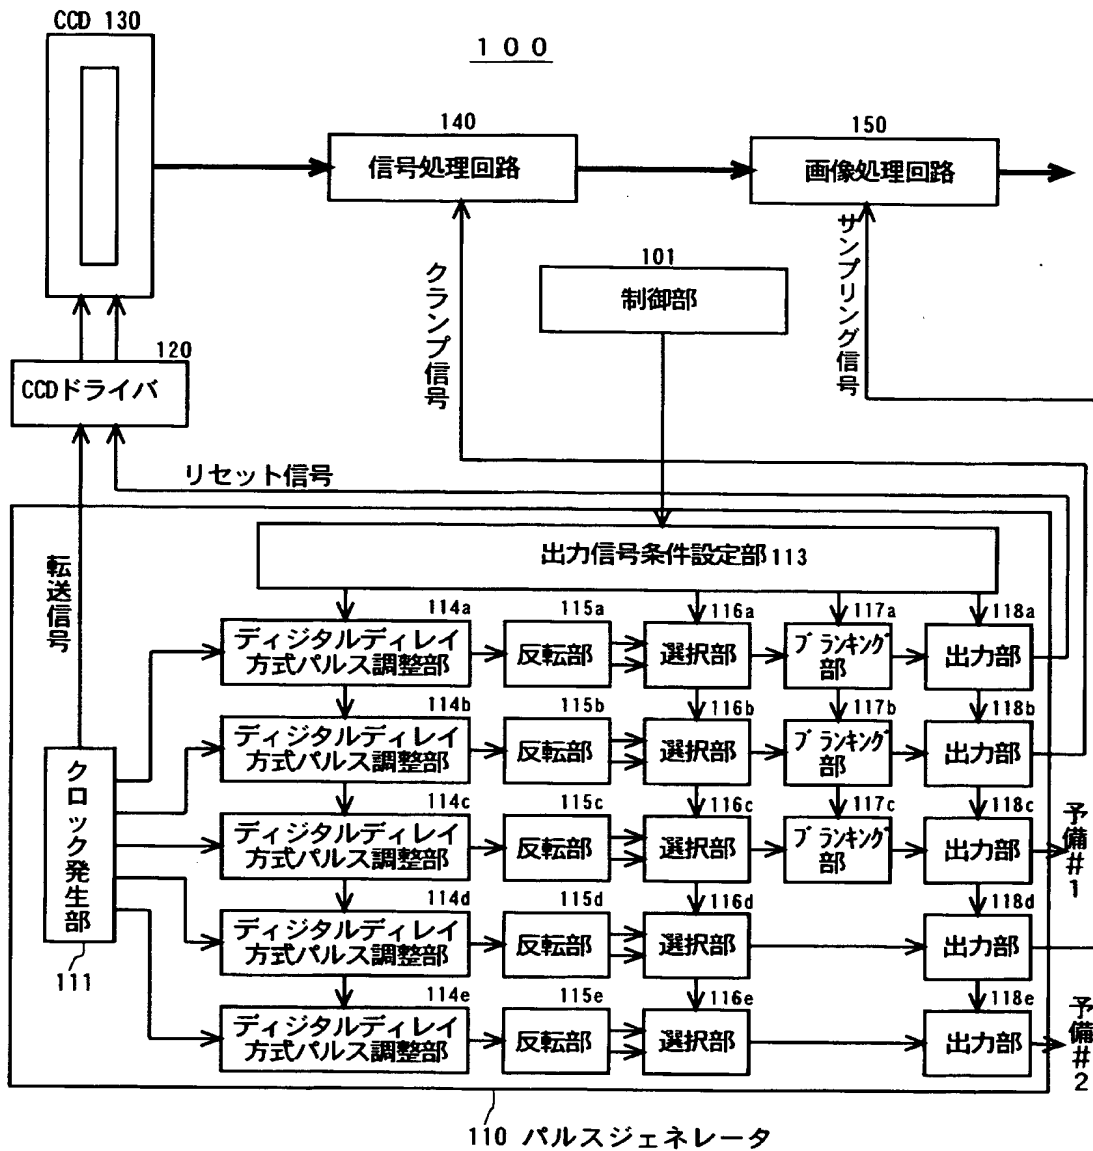 CCD 130
100
140
信号処理回路
150
画像処理回路
クランプ信号
サンプリング信号
101
制御部
120
CCDドライバ
リセット信号
転送信号
出力信号条件設定部113
114a
ディジタルディレイ
方式パルス調整部
115a
反転部
116a
選択部
117a
ブランキング
部
118a
出力部
114b
ディジタルディレイ
方式パルス調整部
115b
反転部
116b
選択部
117b
ブランキング
部
118b
出力部
クロック発生部
111
114c
ディジタルディレイ
方式パルス調整部
115c
反転部
116c
選択部
117c
ブランキング
部
118c
出力部
予備#1
114d
ディジタルディレイ
方式パルス調整部
115d
反転部
116d
選択部
118d
出力部
114e
ディジタルディレイ
方式パルス調整部
115e
反転部
116e
選択部
118e
出力部
予備#2
110 パルスジェネレータ